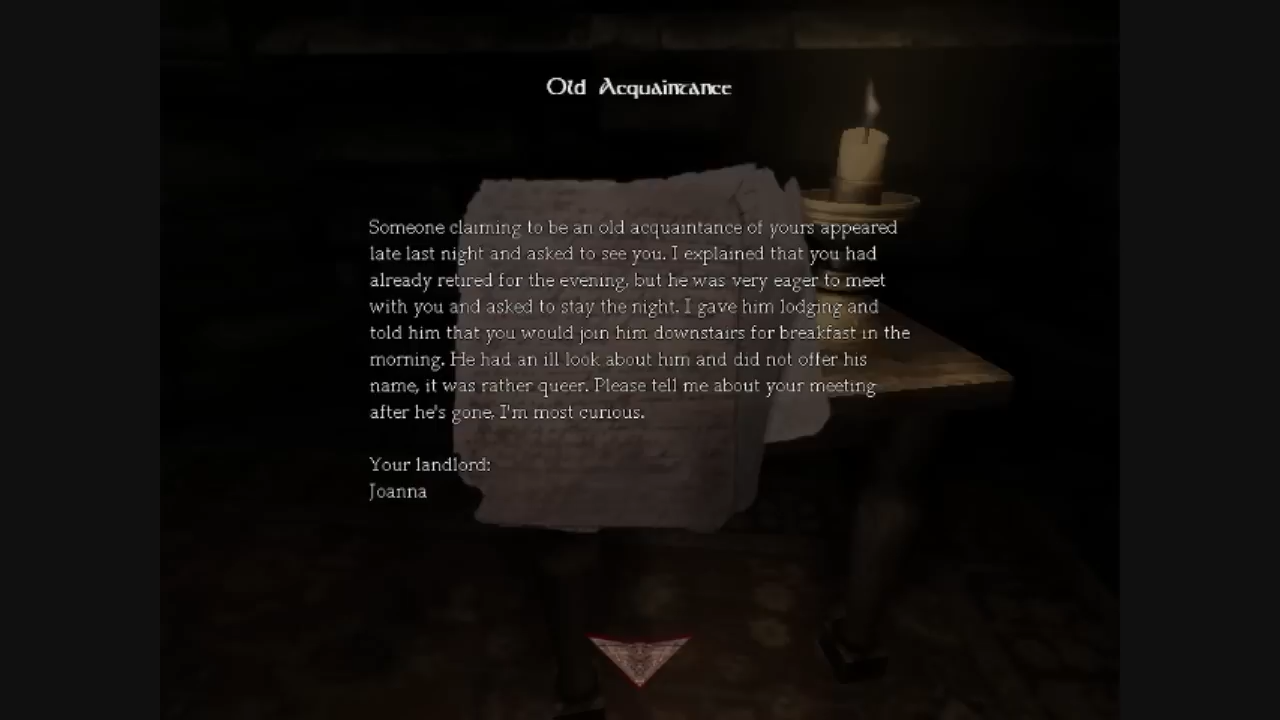 Old Acquaintance
Someone claiming to be an old acquaintance of yours appeared
late last night and asked to see you. I explained that you had
already retired for the evening, but he was very eager to meet
with you and asked to stay the night. I gave him lodging and
told him that you would join him downstairs for breakfast in the
morning. He had an ill look about him and did not offer his
name, it was rather queer. Please tell me about your meeting
after he's gone, I'm most curious.
Your landlord:
Joanna